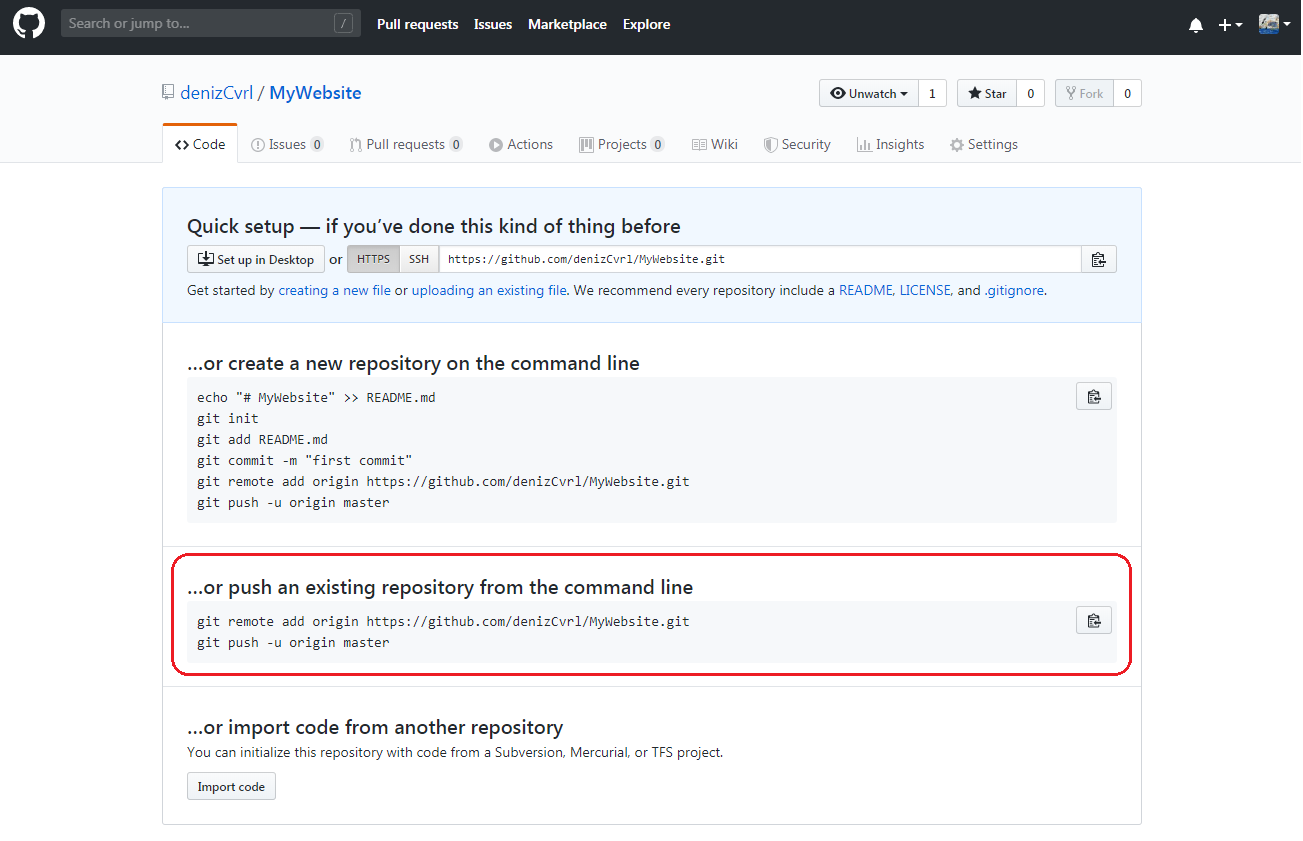 Search or jump to... /
Pull requests Issues Marketplace Explore
denizCvrl / MyWebsite
Unwatch 1 Star 0 Fork 0
Code Issues 0 Pull requests 0 Actions Projects 0 Wiki Security Insights Settings
Quick setup — if you’ve done this kind of thing before
Set up in Desktop or HTTPS SSH https://github.com/denizCvrl/MyWebsite.git
Get started by creating a new file or uploading an existing file. We recommend every repository include a README, LICENSE, and .gitignore.
…or create a new repository on the command line
echo "# MyWebsite" >> README.md
git init
git add README.md
git commit -m "first commit"
git remote add origin https://github.com/denizCvrl/MyWebsite.git
git push -u origin master
…or push an existing repository from the command line
git remote add origin https://github.com/denizCvrl/MyWebsite.git
git push -u origin master
…or import code from another repository
You can initialize this repository with code from a Subversion, Mercurial, or TFS project.
Import code